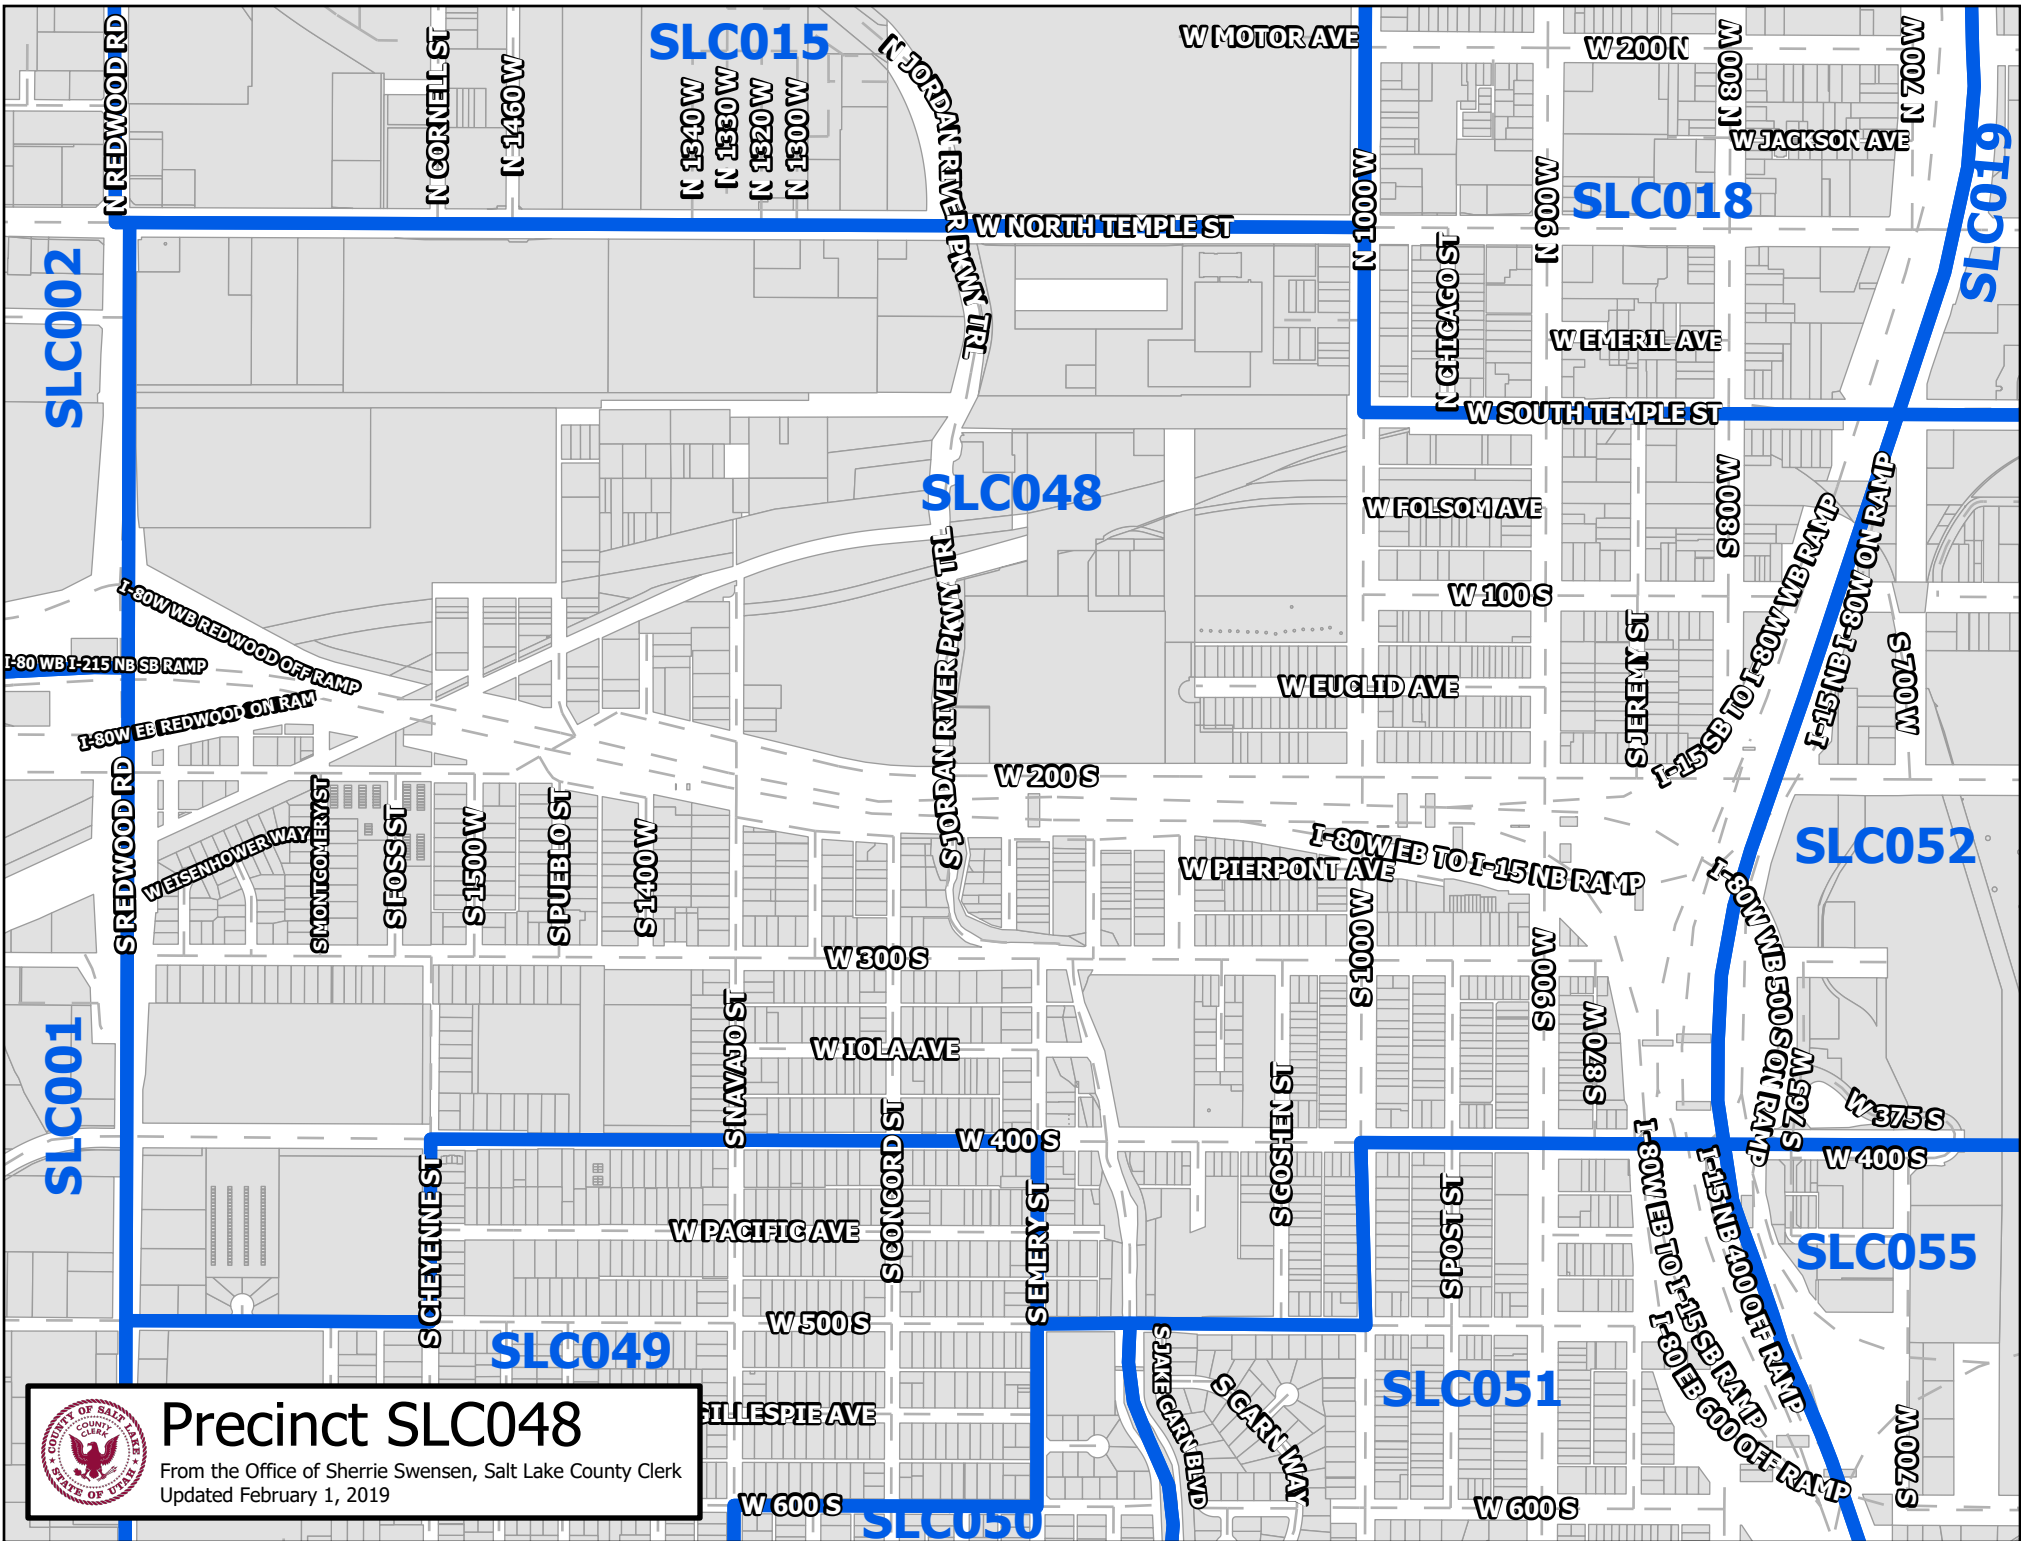 SLC015
W MOTOR AVE
W 200 N
N REDWOOD RD
N CORNELL ST
N 1460 W
N 1340 W
N 1330 W
N 1320 W
N 1300 W
N JORDAN RIVER PKWY TRL
N 800 W
N 700 W
W JACKSON AVE
SLC019
N 1000 W
N 900 W
SLC018
W NORTH TEMPLE ST
SLC002
N CHICAGO ST
W EMERIL AVE
W SOUTH TEMPLE ST
SLC048
W FOLSOM AVE
S 800 W
I-15 SB TO I-80W WB RAMP
I-15 NB I-80W ON RAMP
I-80W WB REDWOOD OFF RAMP
W 100 S
S JORDAN RIVER PKWY TRL
S JEREMY ST
S 700 W
I-80 WB I-215 NB SB RAMP
W EUCLID AVE
I-80W EB REDWOOD ON RAM
W 200 S
S REDWOOD RD
S MONTGOMERY ST
S FOSS ST
S 1500 W
S PUEBLO ST
S 1400 W
W EISENHOWER WAY
I-80W EB TO I-15 NB RAMP
W PIERPONT AVE
SLC052
I-80W WB 500 S ON RAMP
S 1000 W
S 900 W
W 300 S
SLC001
S NAVAJO ST
W IOLA AVE
S 870 W
S GOSHEN ST
S 765 W
W 375 S
S CONCORD ST
W 400 S
W 400 S
S CHEYENNE ST
S EMERY ST
S POST ST
I-80W EB TO I-15 SB RAMP
I-15 NB 400 OFF RAMP
W PACIFIC AVE
SLC055
W 500 S
SLC049
S JAKE GARN BLVD
S GARN WAY
SLC051
I-80 EB 600 OFF RAMP
S 700 W
GILLESPIE AVE
W 600 S
W 600 S
SLC050
COUNTY OF SALT LAKE
COUNTY
CLERK
STATE OF UTAH
Precinct SLC048
From the Office of Sherrie Swensen, Salt Lake County Clerk
Updated February 1, 2019